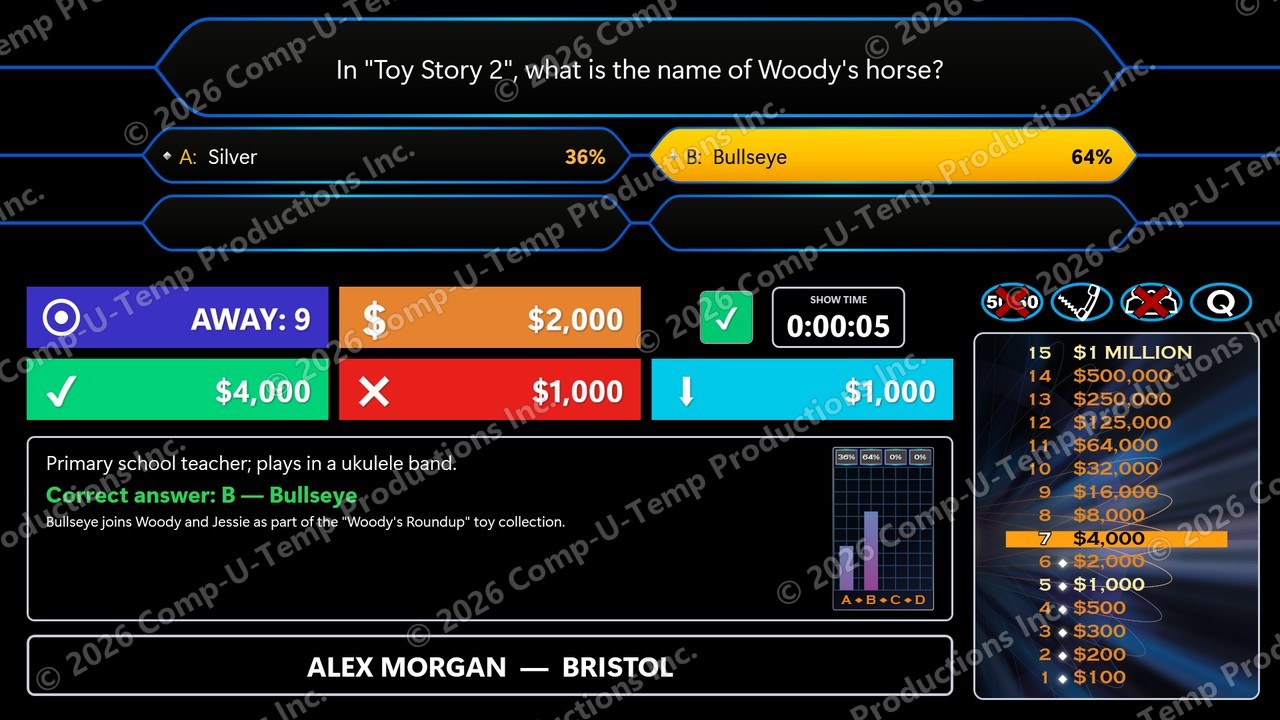 In "Toy Story 2", what is the name of Woody's horse?
A: Silver 36%
B: Bullseye 64%
AWAY: 9
$ $2,000
SHOW TIME
0:00:05
50:50
Q
$4,000
$1,000
$1,000
Primary school teacher; plays in a ukulele band.
Correct answer: B — Bullseye
Bullseye joins Woody and Jessie as part of the "Woody's Roundup" toy collection.
36% 64% 0% 0%
A ◆ B ◆ C ◆ D
ALEX MORGAN — BRISTOL
15 $1 MILLION
14 $500,000
13 $250,000
12 $125,000
11 $64,000
10 $32,000
9 $16,000
8 $8,000
7 $4,000
6 ◆ $2,000
5 ◆ $1,000
4 ◆ $500
3 ◆ $300
2 ◆ $200
1 ◆ $100
© 2026 Comp-U-Temp Productions Inc.